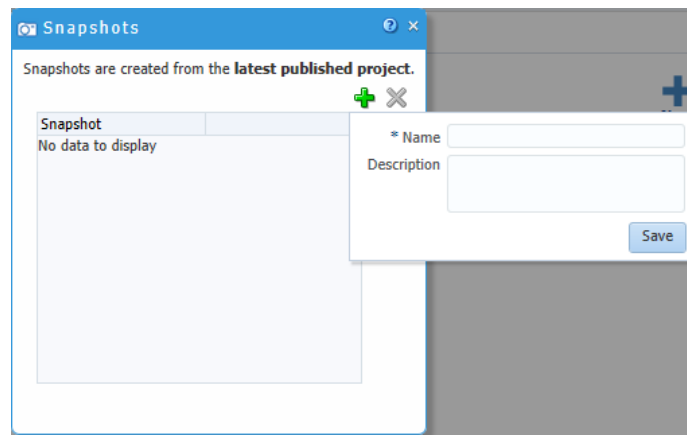 Snapshots
Snapshots are created from the latest published project.
Snapshot
No data to display
* Name
Description
Save